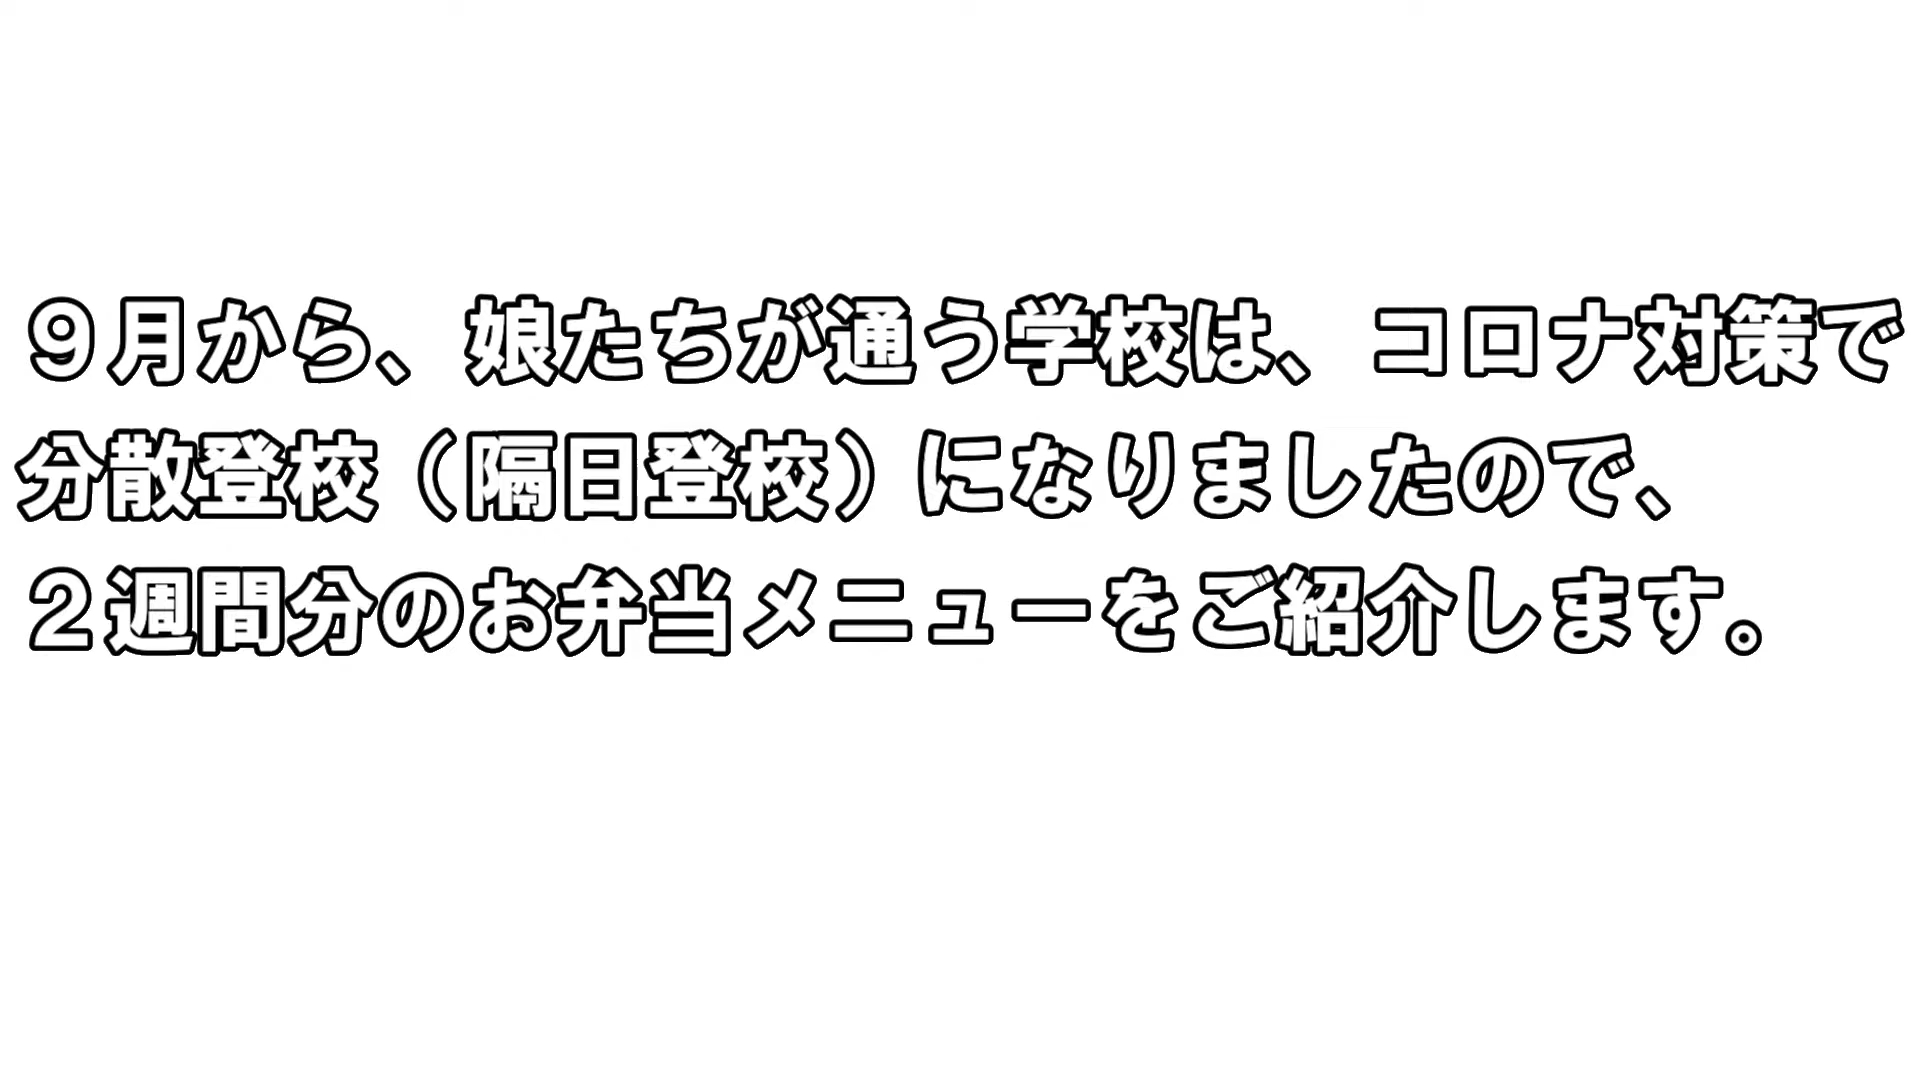 ９月から、娘たちが通う学校は、コロナ対策で
分散登校（隔日登校）になりましたので、
２週間分のお弁当メニューをご紹介します。